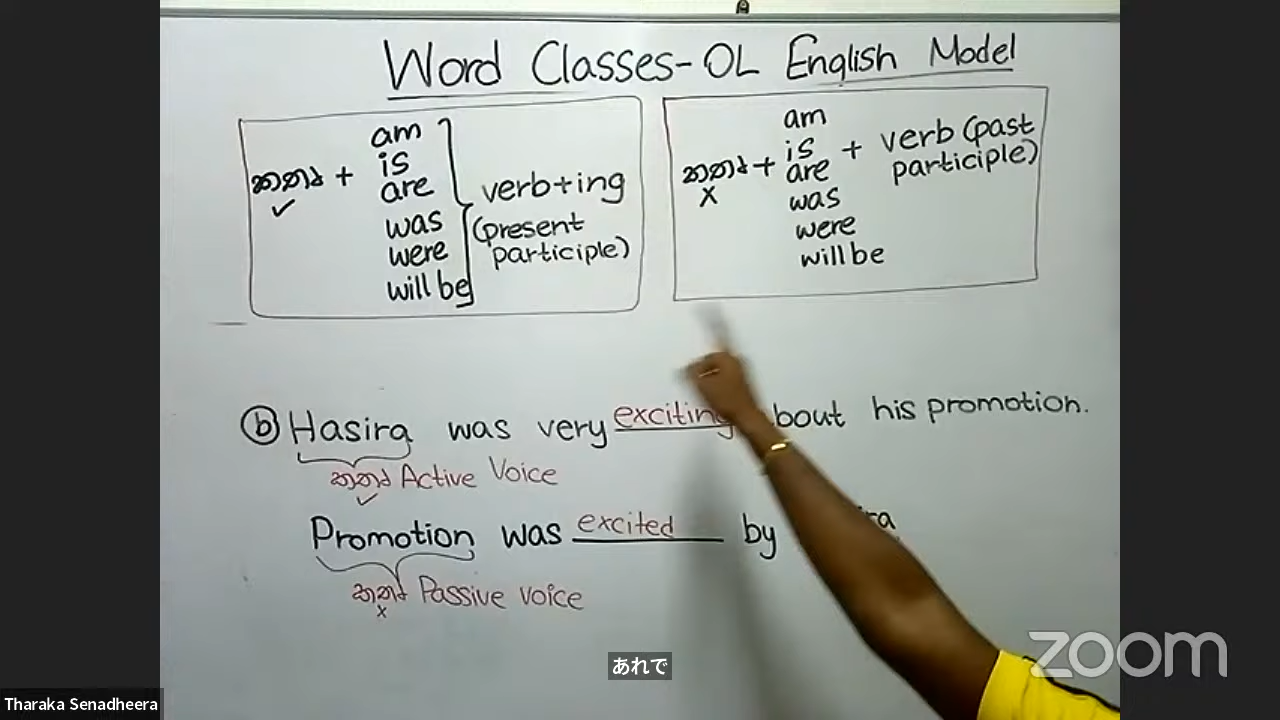 Word Classes-OL English Model
කතෘ + am is are was were will be verb+ing (present participle)
✓
කතෘ + am is are was were will be + verb (past participle)
X
ⓑ Hasira was very exciting about his promotion.
කතෘ Active Voice
✓
Promotion was excited by
කතෘ Passive voice
x
あれで
zoom
Tharaka Senadheera